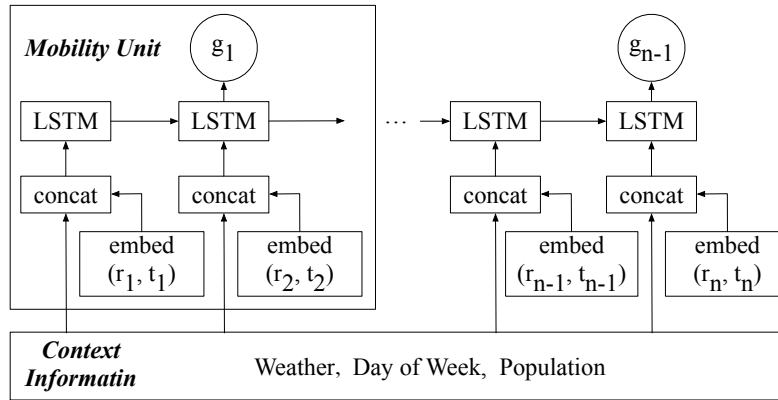 Mobility Unit
g1
gn-1
LSTM
LSTM
...
LSTM
LSTM
concat
concat
concat
concat
embed
(r1, t1)
embed
(r2, t2)
embed
(rn-1, tn-1)
embed
(rn, tn)
Context
Informatin
Weather, Day of Week, Population